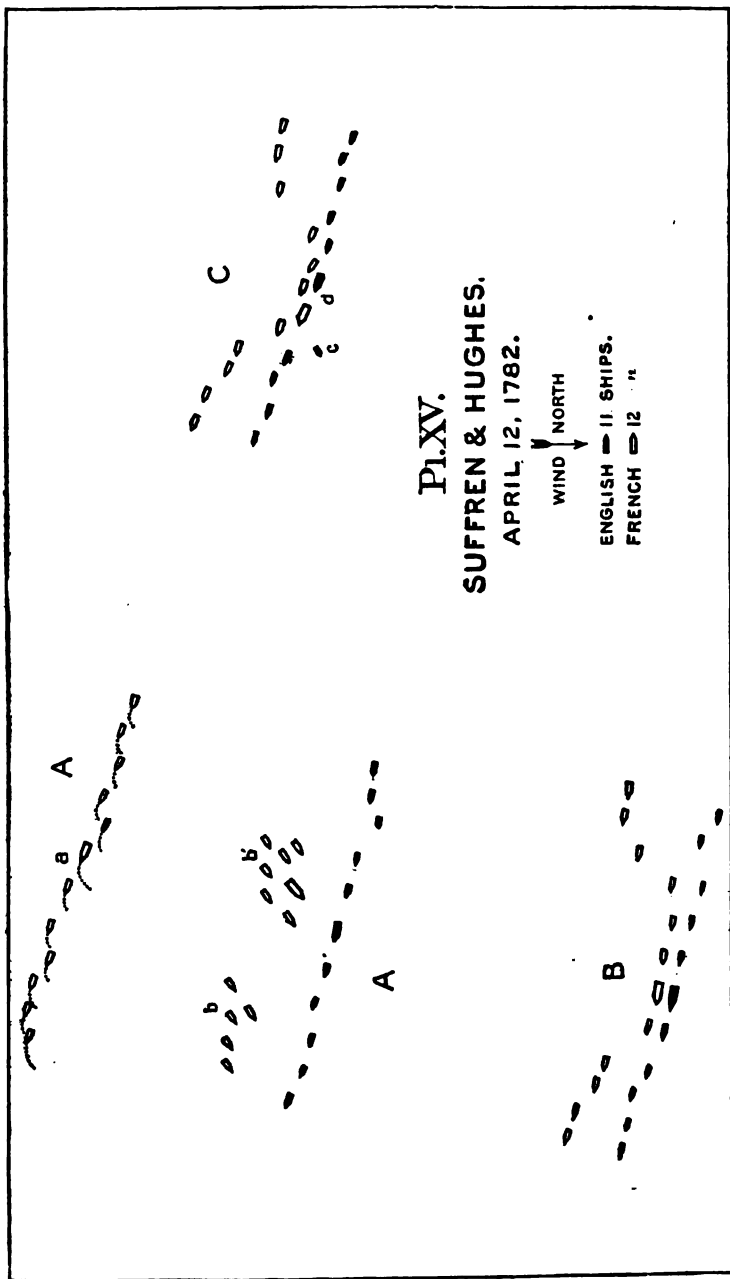 A
a
b
b'
A
B
C
c
d
Pl.XV.
SUFFREN & HUGHES.
APRIL 12, 1782.
WIND NORTH
ENGLISH 11. SHIPS.
FRENCH 12 "